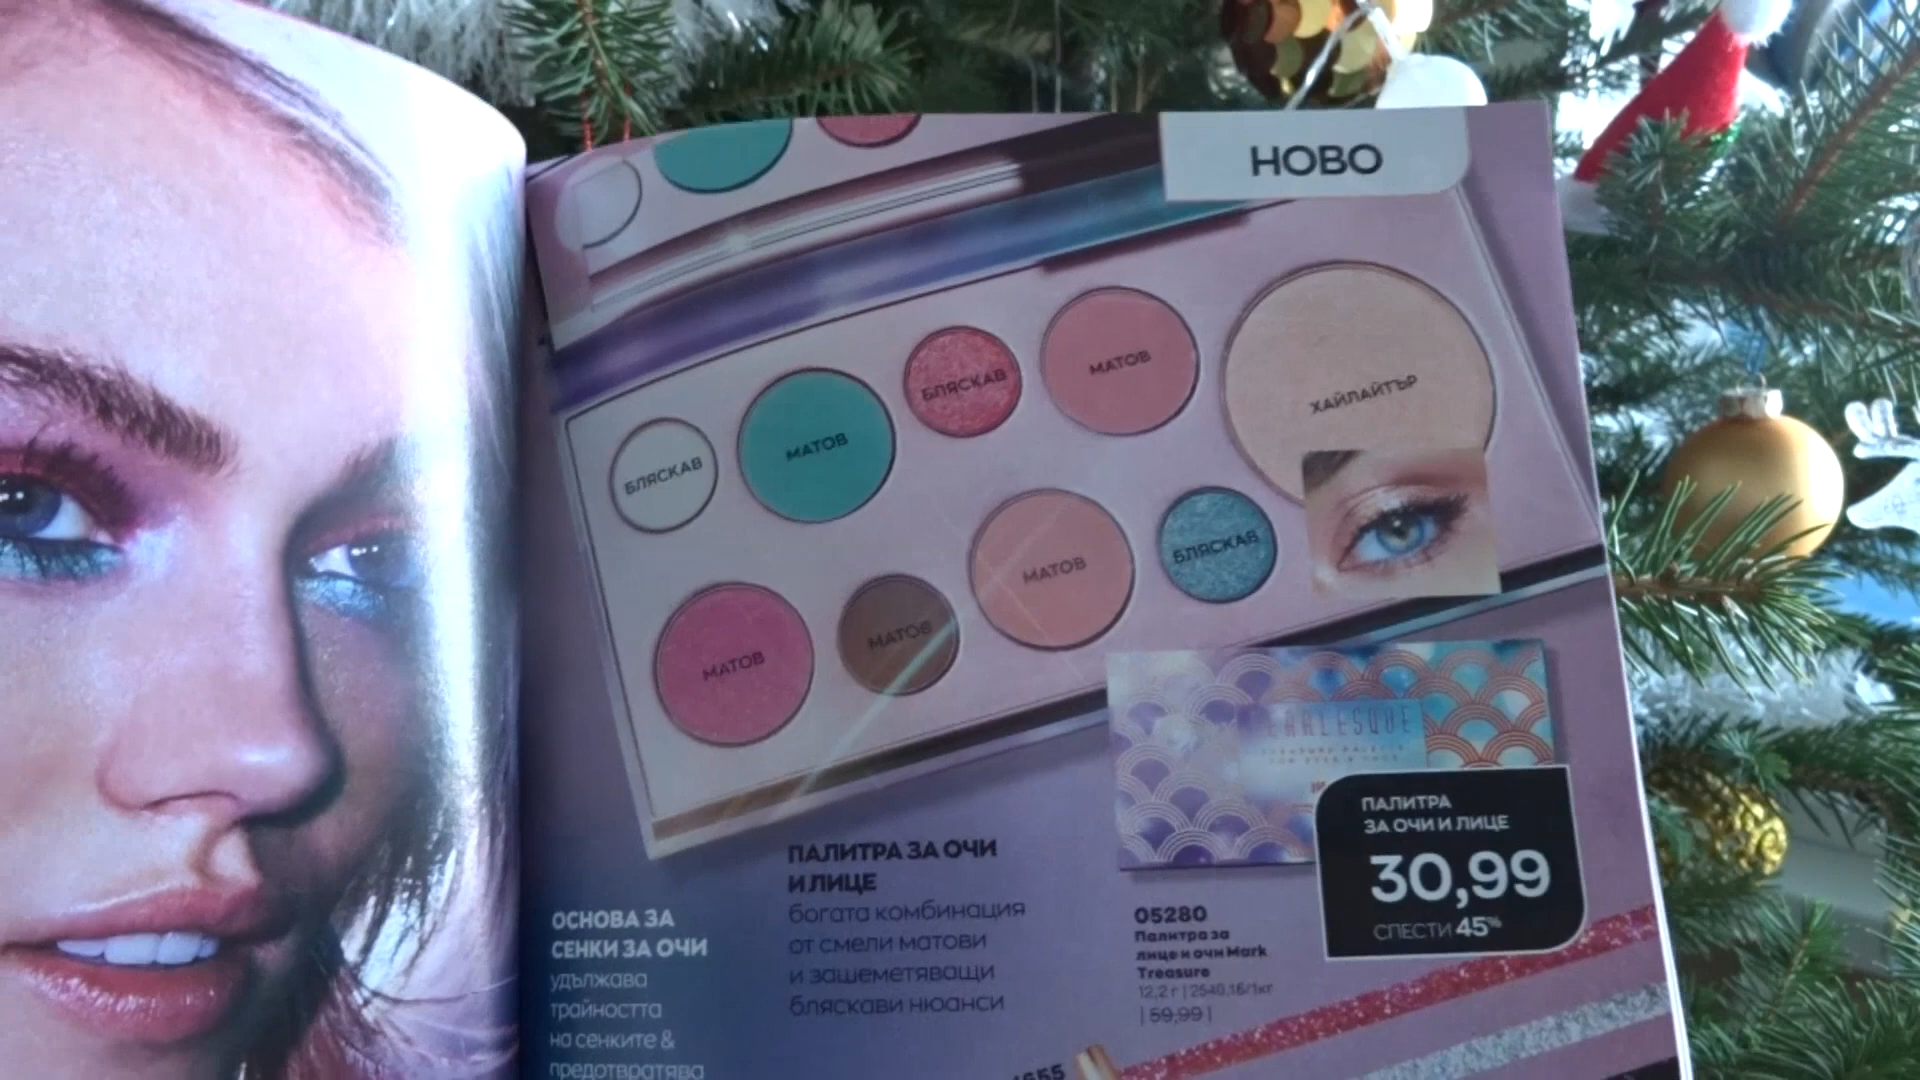 НОВО
БЛЯСКАВ
МАТОВ
БЛЯСКАВ
МАТОВ
ХАЙЛАЙТЪР
МАТОВ
МАТОВ
МАТОВ
БЛЯСКАВ
ПАЛИТРА
ЗА ОЧИ И ЛИЦЕ
30,99
СПЕСТИ 45%
ПАЛИТРА ЗА ОЧИ
И ЛИЦЕ
богата комбинация
от смели матови
и зашеметяващи
бляскави нюанси
ОСНОВА ЗА
СЕНКИ ЗА ОЧИ
удължава
трайността
на сенките &
предотвратява
05280
Палитра за
лице и очи Mark
Treasure
12,2 г | 2540,16/1кг
| 59,99 |